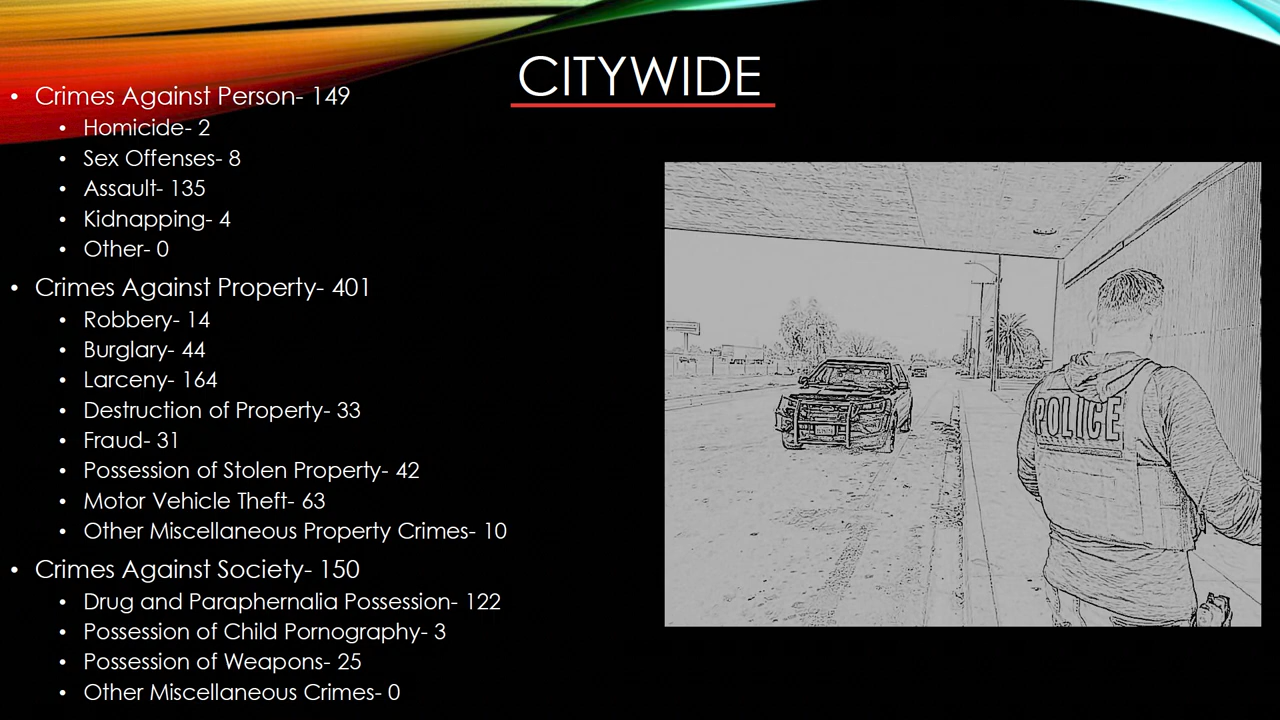 CITYWIDE
• Crimes Against Person- 149
• Homicide- 2
• Sex Offenses- 8
• Assault- 135
• Kidnapping- 4
• Other- 0
• Crimes Against Property- 401
• Robbery- 14
• Burglary- 44
• Larceny- 164
• Destruction of Property- 33
• Fraud- 31
• Possession of Stolen Property- 42
• Motor Vehicle Theft- 63
• Other Miscellaneous Property Crimes- 10
• Crimes Against Society- 150
• Drug and Paraphernalia Possession- 122
• Possession of Child Pornography- 3
• Possession of Weapons- 25
• Other Miscellaneous Crimes- 0
POLICE